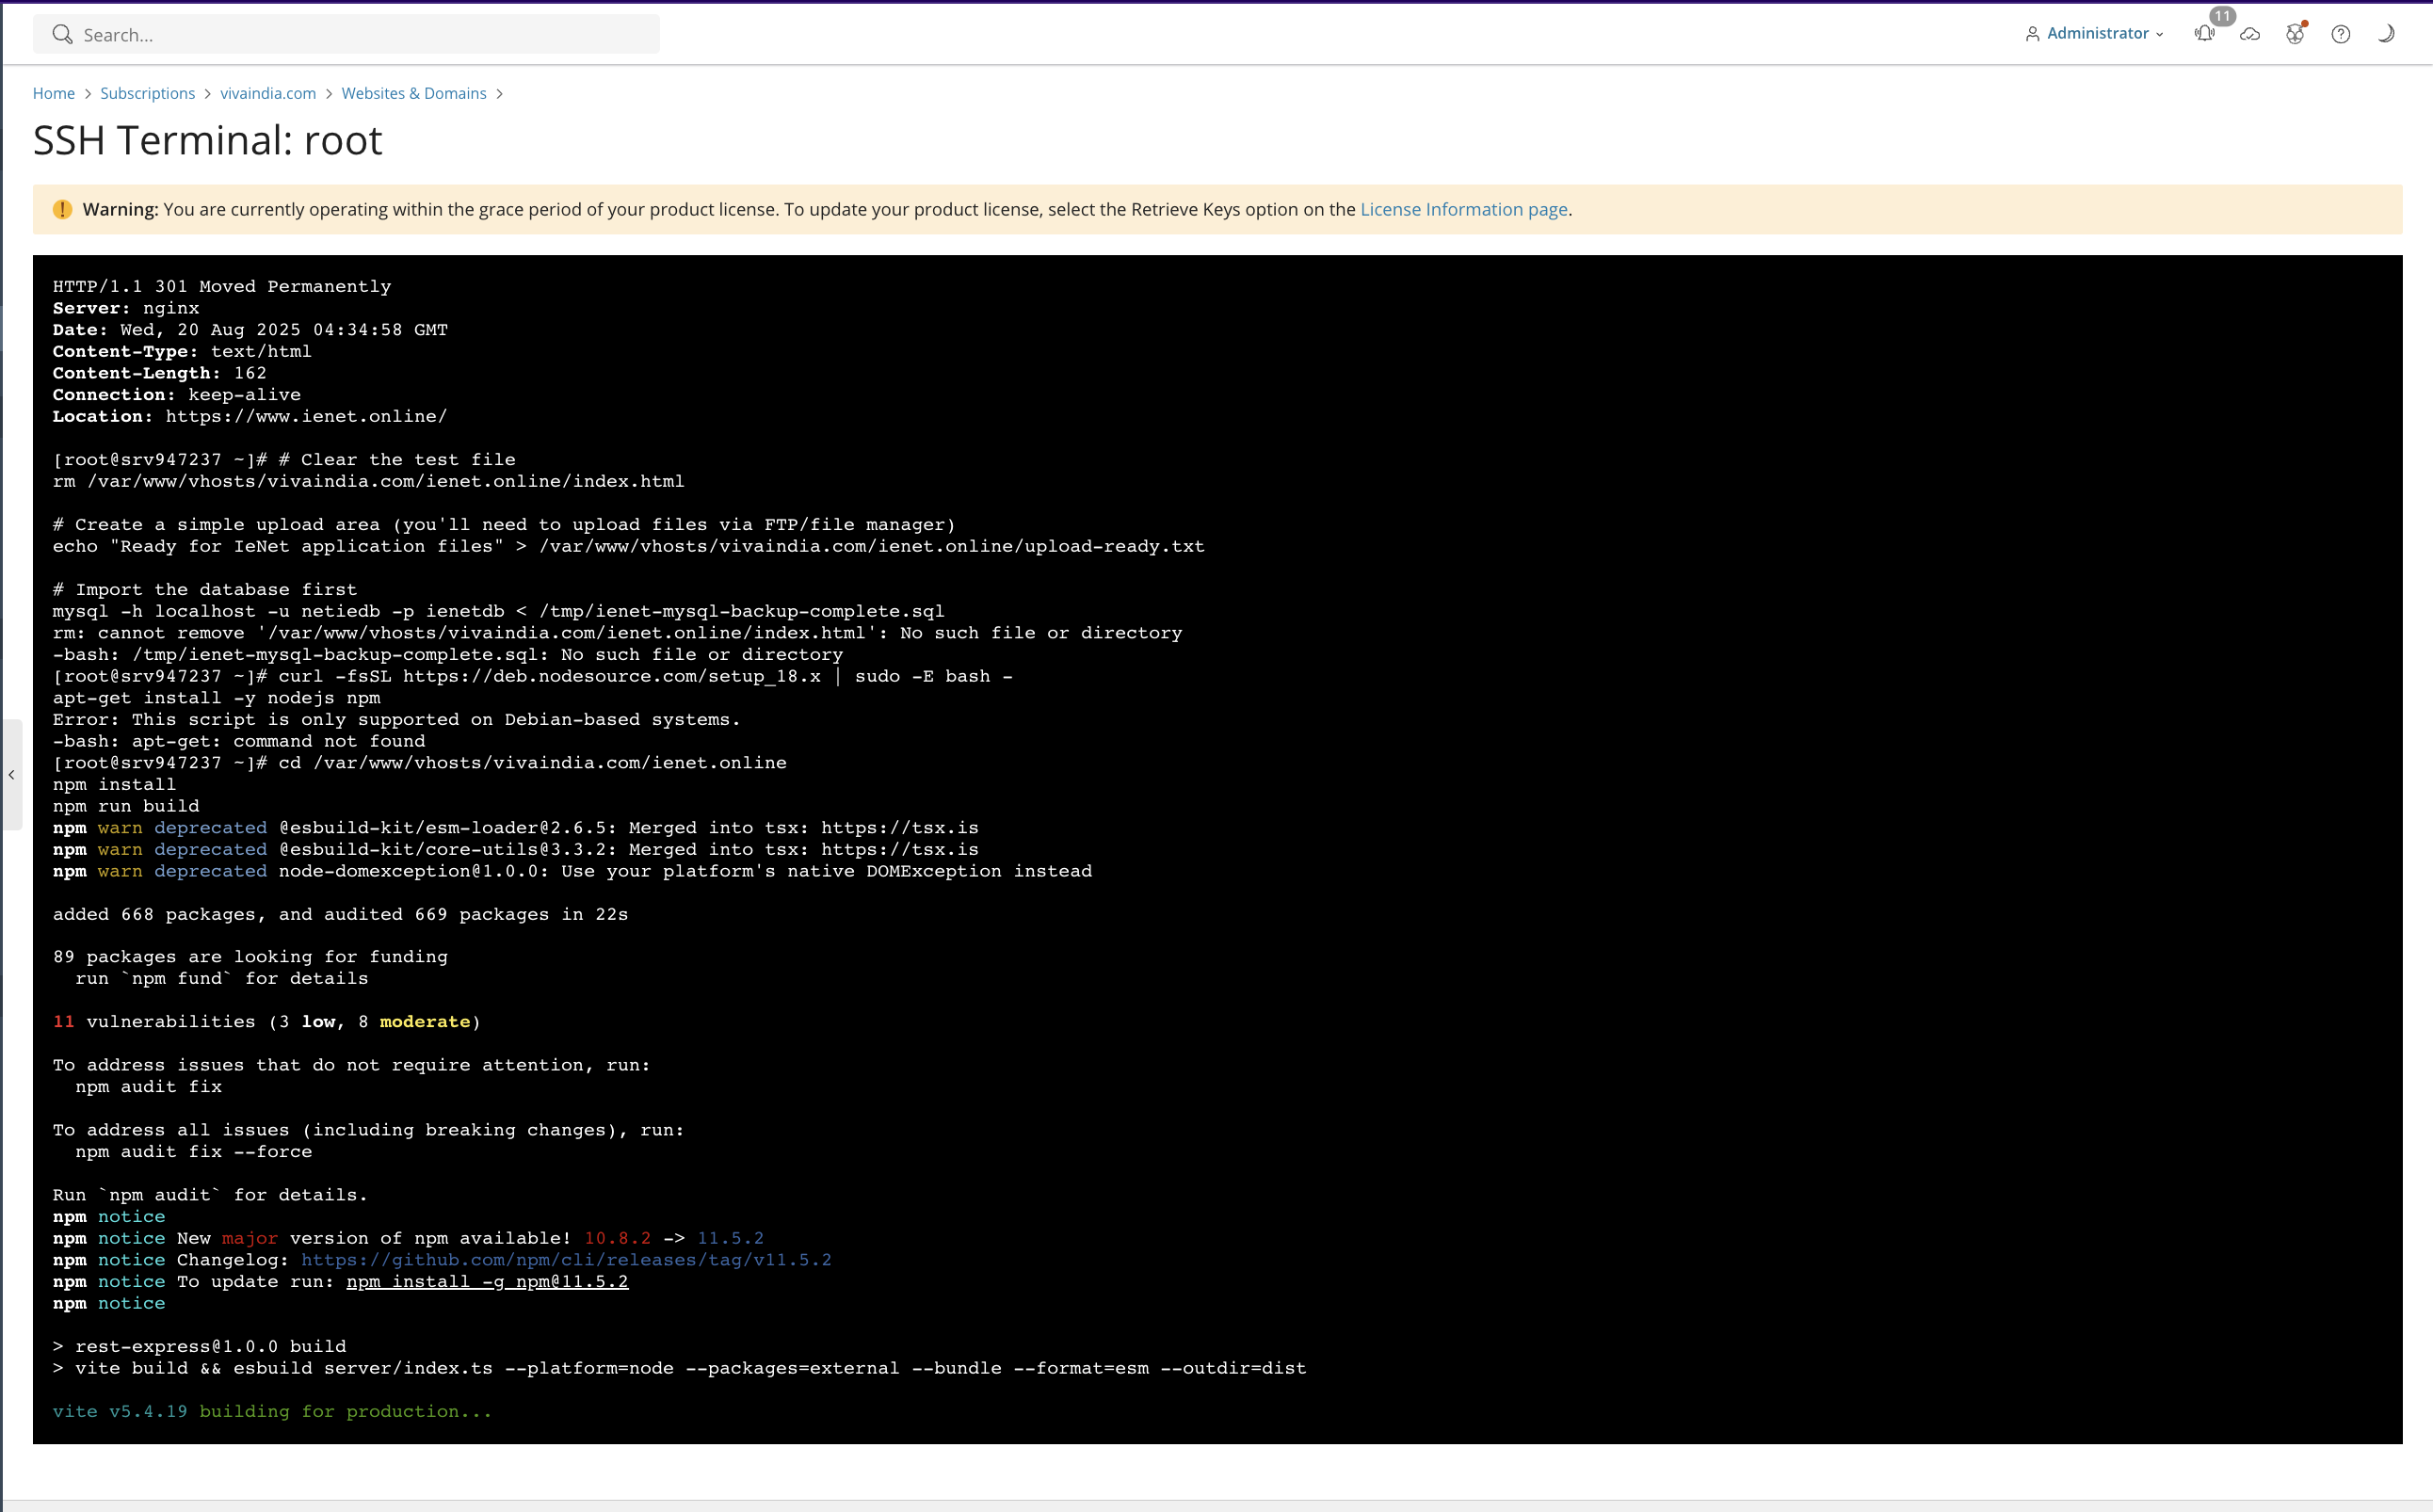 Search...
Administrator
11
Home > Subscriptions > vivaindia.com > Websites & Domains >
SSH Terminal: root
Warning: You are currently operating within the grace period of your product license. To update your product license, select the Retrieve Keys option on the License Information page.
HTTP/1.1 301 Moved Permanently
Server: nginx
Date: Wed, 20 Aug 2025 04:34:58 GMT
Content-Type: text/html
Content-Length: 162
Connection: keep-alive
Location: https://www.ienet.online/
[root@srv947237 ~]# # Clear the test file
rm /var/www/vhosts/vivaindia.com/ienet.online/index.html
# Create a simple upload area (you'll need to upload files via FTP/file manager)
echo "Ready for IeNet application files" > /var/www/vhosts/vivaindia.com/ienet.online/upload-ready.txt
# Import the database first
mysql -h localhost -u netiedb -p ienetdb < /tmp/ienet-mysql-backup-complete.sql
rm: cannot remove '/var/www/vhosts/vivaindia.com/ienet.online/index.html': No such file or directory
-bash: /tmp/ienet-mysql-backup-complete.sql: No such file or directory
[root@srv947237 ~]# curl -fsSL https://deb.nodesource.com/setup_18.x | sudo -E bash -
apt-get install -y nodejs npm
Error: This script is only supported on Debian-based systems.
-bash: apt-get: command not found
[root@srv947237 ~]# cd /var/www/vhosts/vivaindia.com/ienet.online
npm install
npm run build
npm warn deprecated @esbuild-kit/esm-loader@2.6.5: Merged into tsx: https://tsx.is
npm warn deprecated @esbuild-kit/core-utils@3.3.2: Merged into tsx: https://tsx.is
npm warn deprecated node-domexception@1.0.0: Use your platform's native DOMException instead
added 668 packages, and audited 669 packages in 22s
89 packages are looking for funding
run `npm fund` for details
11 vulnerabilities (3 low, 8 moderate)
To address issues that do not require attention, run:
npm audit fix
To address all issues (including breaking changes), run:
npm audit fix --force
Run `npm audit` for details.
npm notice
npm notice New major version of npm available! 10.8.2 -> 11.5.2
npm notice Changelog: https://github.com/npm/cli/releases/tag/v11.5.2
npm notice To update run: npm install -g npm@11.5.2
npm notice
> rest-express@1.0.0 build
> vite build && esbuild server/index.ts --platform=node --packages=external --bundle --format=esm --outdir=dist
vite v5.4.19 building for production...